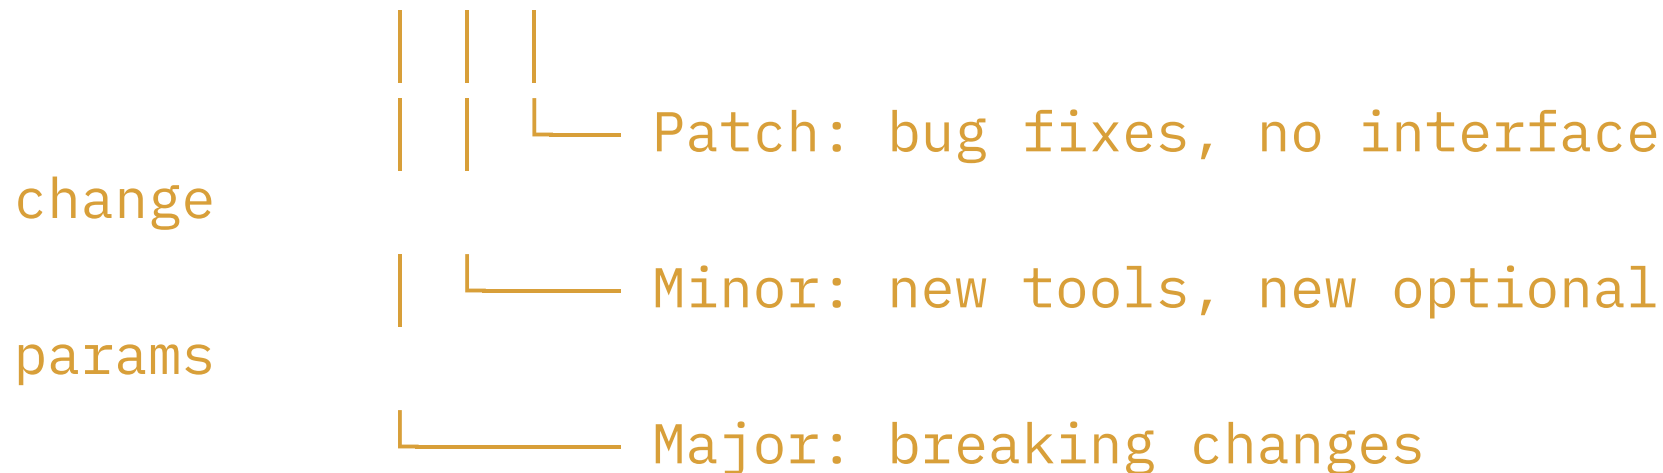 │ │ │
│ │ └── Patch: bug fixes, no interface
change
│ └──── Minor: new tools, new optional
params
└────── Major: breaking changes